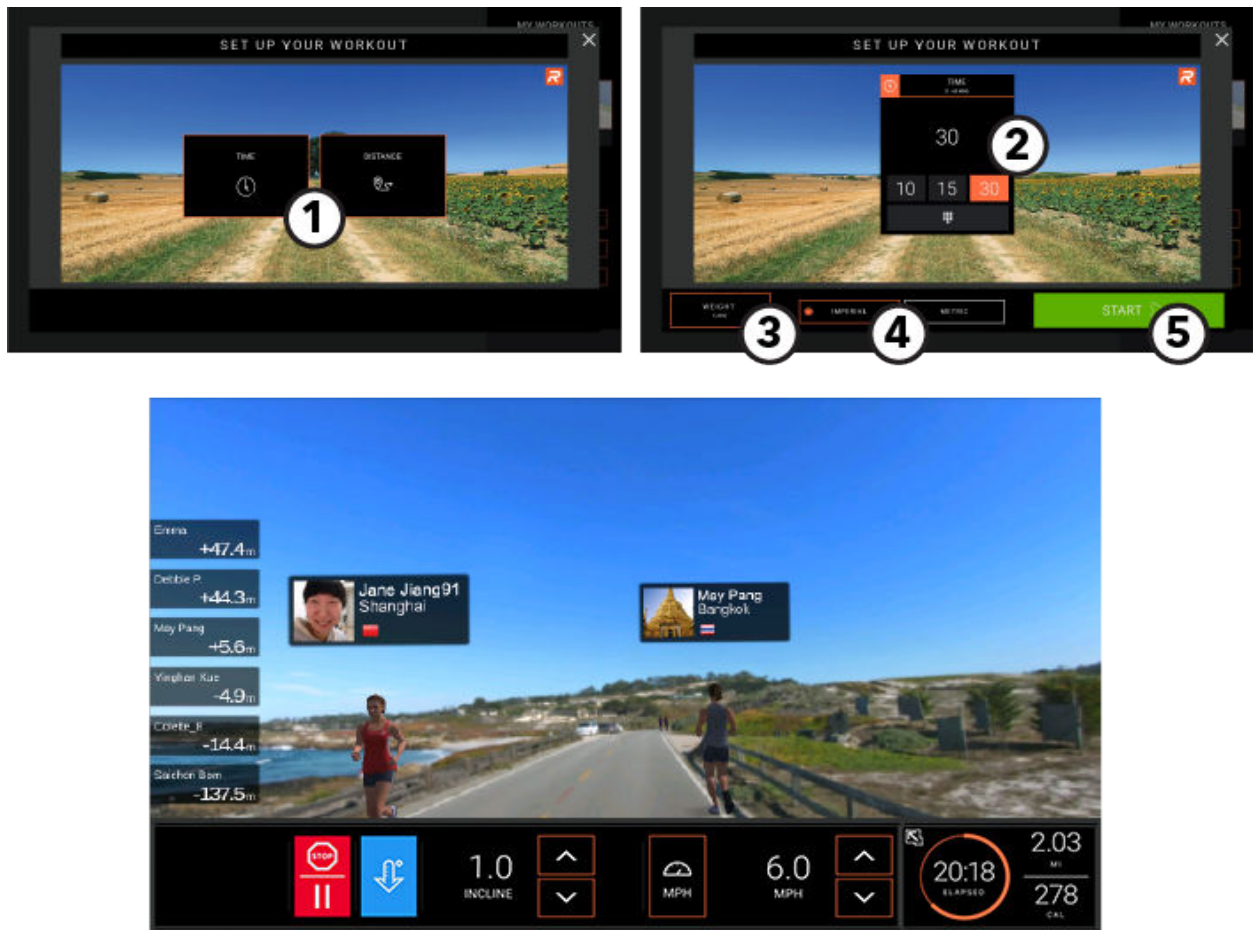 MY WORKOUTS
SET UP YOUR WORKOUT
R
TIME
DISTANCE
1
MY WORKOUTS
SET UP YOUR WORKOUT
R
TIME
30
2
10 15 30
WEIGHT
3
IMPERIAL
4
METRIC
START
5
Emma
+47.4m
Debbie P.
+44.3m
May Pang
+5.6m
-4.9m
Colette_8
-14.4m
-137.5m
Jane Jiang91
Shanghai
May Pang
Bangkok
STOP
1.0
INCLINE
MPH
6.0
MPH
20:18
ELAPSED
2.03
MI
278
CAL